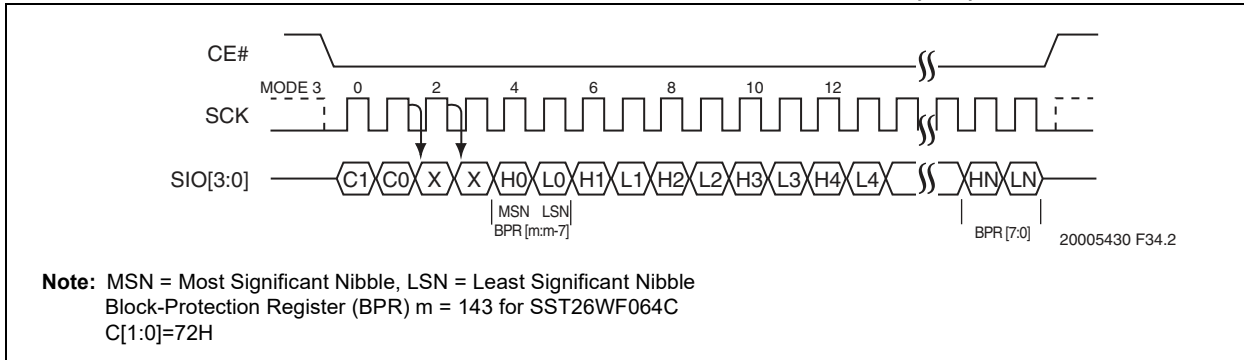 CE#
MODE 3 0 2 4 6 8 10 12
SCK
SIO[3:0] C1 C0 X X H0 L0 H1 L1 H2 L2 H3 L3 H4 L4 HN LN
MSN LSN
BPR [m:m-7] BPR [7:0]
20005430 F34.2
Note: MSN = Most Significant Nibble, LSN = Least Significant Nibble
Block-Protection Register (BPR) m = 143 for SST26WF064C
C[1:0]=72H